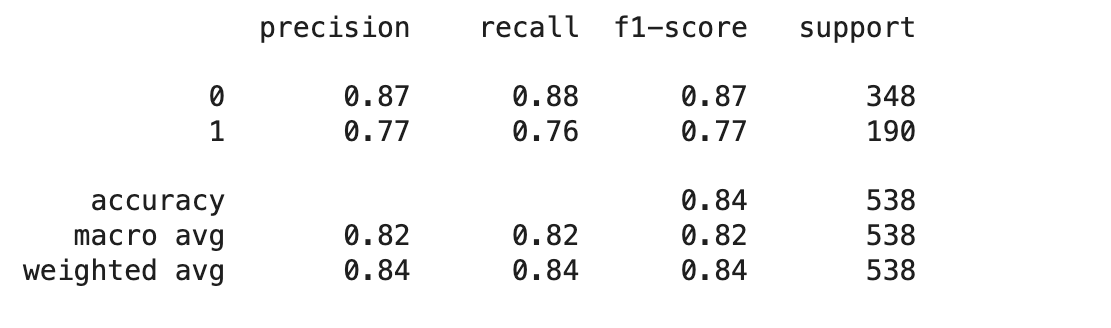 precision recall f1-score support
0 0.87 0.88 0.87 348
1 0.77 0.76 0.77 190
accuracy 0.84 538
macro avg 0.82 0.82 0.82 538
weighted avg 0.84 0.84 0.84 538